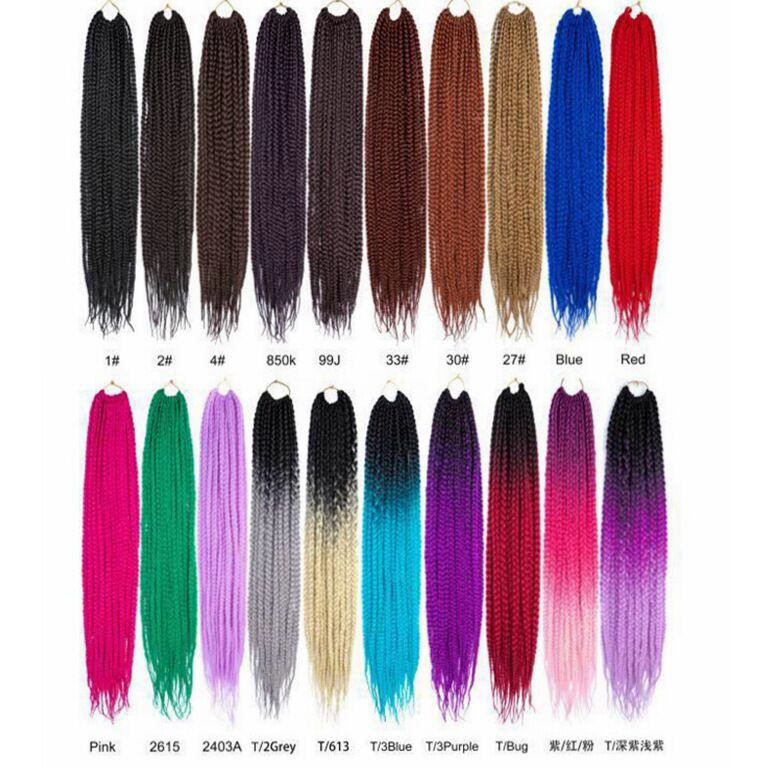 1# 2# 4# 850k 99J 33# 30# 27# Blue Red
Pink 2615 2403A T/2Grey T/613 T/3Blue T/3Purple T/Bug 紫/红/粉 T/深紫浅紫